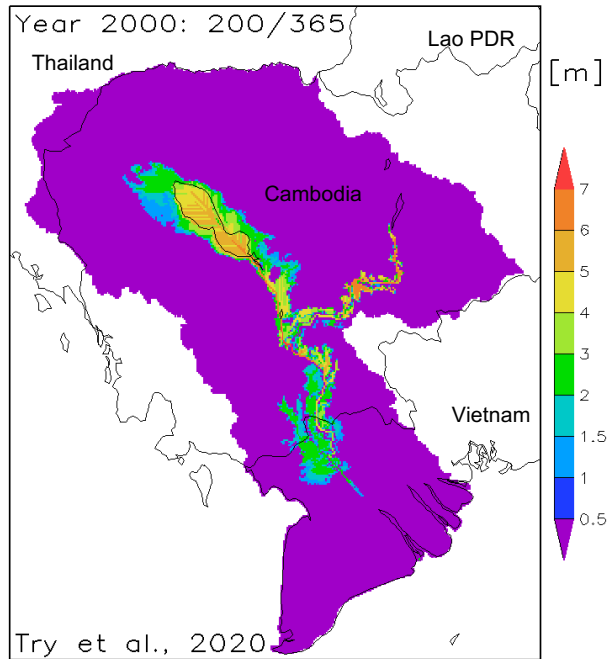 Year 2000: 200/365
Lao PDR
Thailand
[m]
Cambodia
Vietnam
7
6
5
4
3
2
1.5
1
0.5
Try et al., 2020